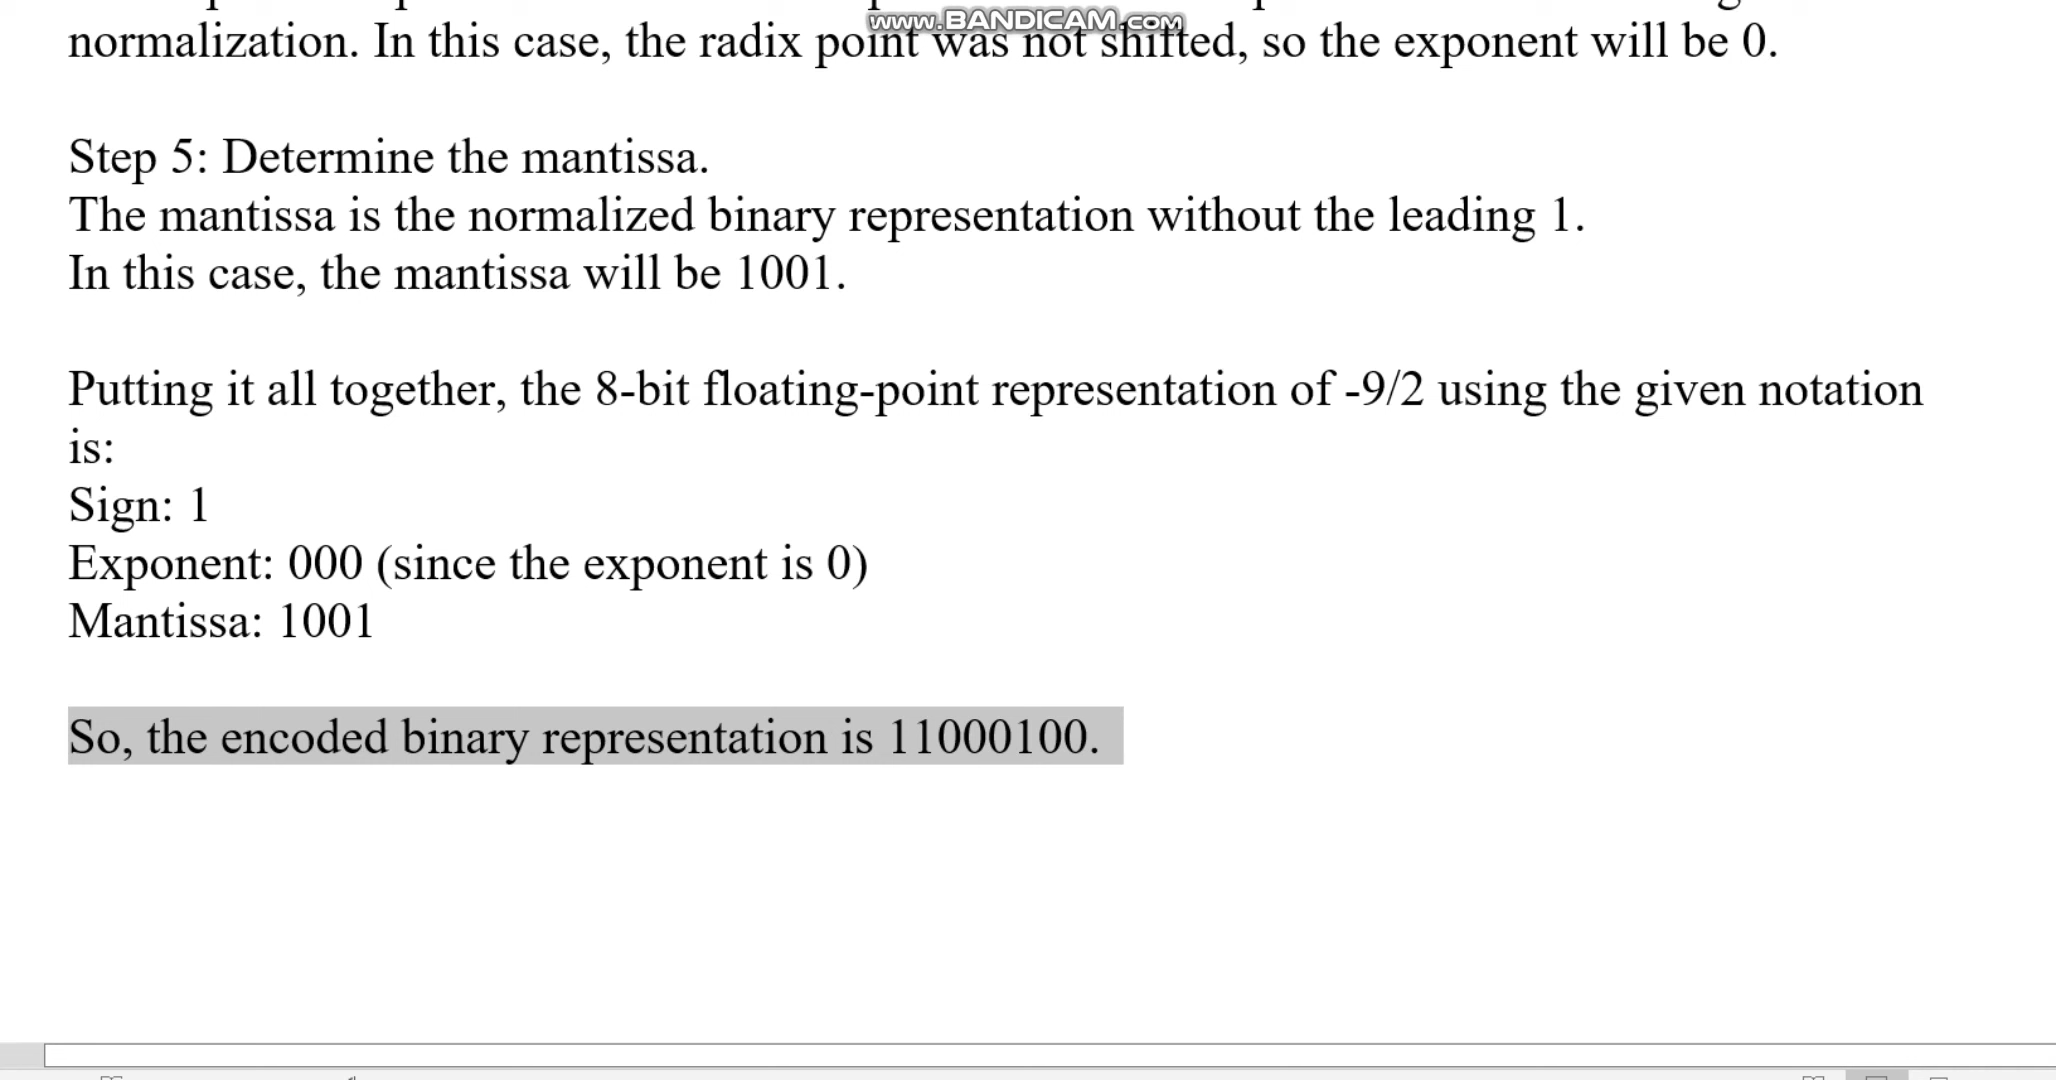 www.BANDICAM.com
normalization. In this case, the radix point was not shifted, so the exponent will be 0.
Step 5: Determine the mantissa.
The mantissa is the normalized binary representation without the leading 1.
In this case, the mantissa will be 1001.
Putting it all together, the 8-bit floating-point representation of -9/2 using the given notation
is:
Sign: 1
Exponent: 000 (since the exponent is 0)
Mantissa: 1001
So, the encoded binary representation is 11000100.